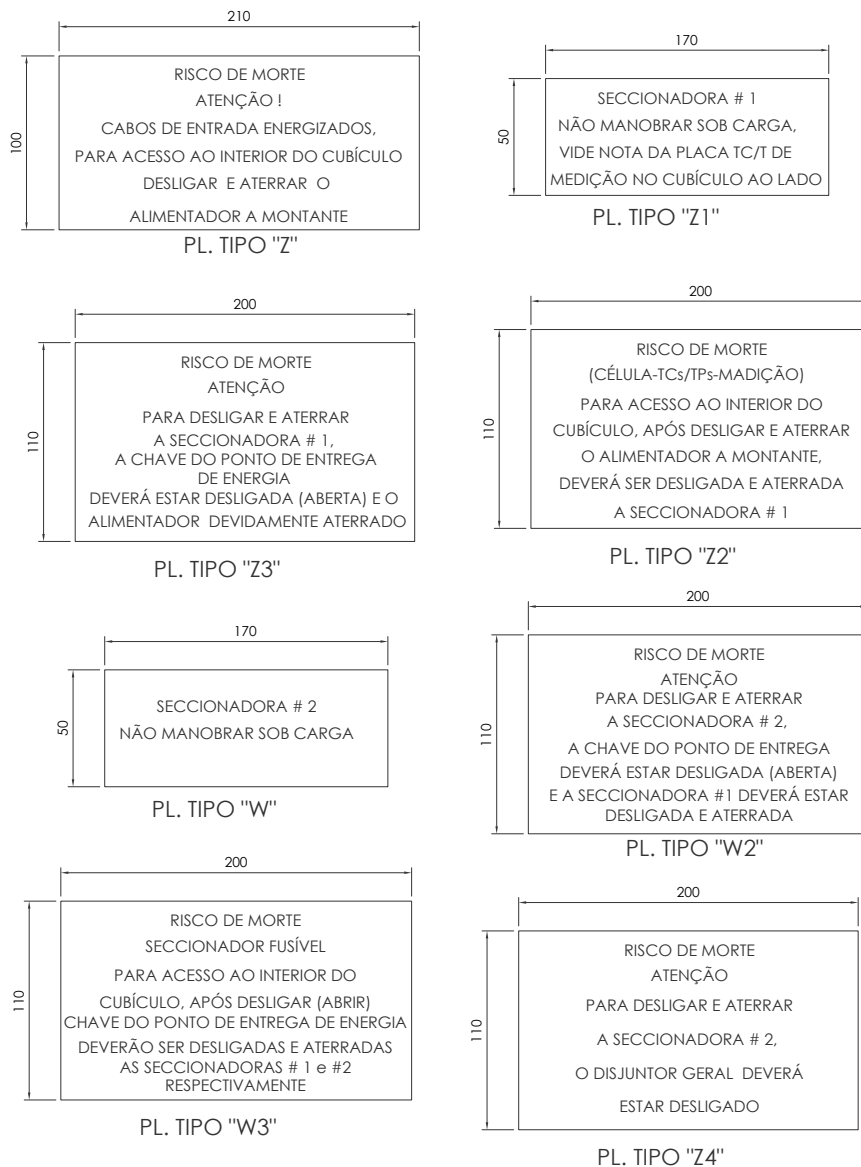 210
100
RISCO DE MORTE
ATENÇÃO !
CABOS DE ENTRADA ENERGIZADOS,
PARA ACESSO AO INTERIOR DO CUBÍCULO
DESLIGAR E ATERRAR O
ALIMENTADOR A MONTANTE
PL. TIPO "Z"
170
50
SECCIONADORA # 1
NÃO MANOBRAR SOB CARGA,
VIDE NOTA DA PLACA TC/T DE
MEDIÇÃO NO CUBÍCULO AO LADO
PL. TIPO "Z1"
200
110
RISCO DE MORTE
ATENÇÃO
PARA DESLIGAR E ATERRAR
A SECCIONADORA # 1,
A CHAVE DO PONTO DE ENTREGA
DE ENERGIA
DEVERÁ ESTAR DESLIGADA (ABERTA) E O
ALIMENTADOR DEVIDAMENTE ATERRADO
PL. TIPO "Z3"
200
110
RISCO DE MORTE
(CÉLULA-TCs/TPs-MADIÇÃO)
PARA ACESSO AO INTERIOR DO
CUBÍCULO, APÓS DESLIGAR E ATERRAR
O ALIMENTADOR A MONTANTE,
DEVERÁ SER DESLIGADA E ATERRADA
A SECCIONADORA # 1
PL. TIPO "Z2"
170
50
SECCIONADORA # 2
NÃO MANOBRAR SOB CARGA
PL. TIPO "W"
200
110
RISCO DE MORTE
ATENÇÃO
PARA DESLIGAR E ATERRAR
A SECCIONADORA # 2,
A CHAVE DO PONTO DE ENTREGA
DEVERÁ ESTAR DESLIGADA (ABERTA)
E A SECCIONADORA #1 DEVERÁ ESTAR
DESLIGADA E ATERRADA
PL. TIPO "W2"
200
110
RISCO DE MORTE
SECCIONADOR FUSÍVEL
PARA ACESSO AO INTERIOR DO
CUBÍCULO, APÓS DESLIGAR (ABRIR)
CHAVE DO PONTO DE ENTREGA DE ENERGIA
DEVERÃO SER DESLIGADAS E ATERRADAS
AS SECCIONADORAS # 1 e #2
RESPECTIVAMENTE
PL. TIPO "W3"
200
110
RISCO DE MORTE
ATENÇÃO
PARA DESLIGAR E ATERRAR
A SECCIONADORA # 2,
O DISJUNTOR GERAL DEVERÁ
ESTAR DESLIGADO
PL. TIPO "Z4"